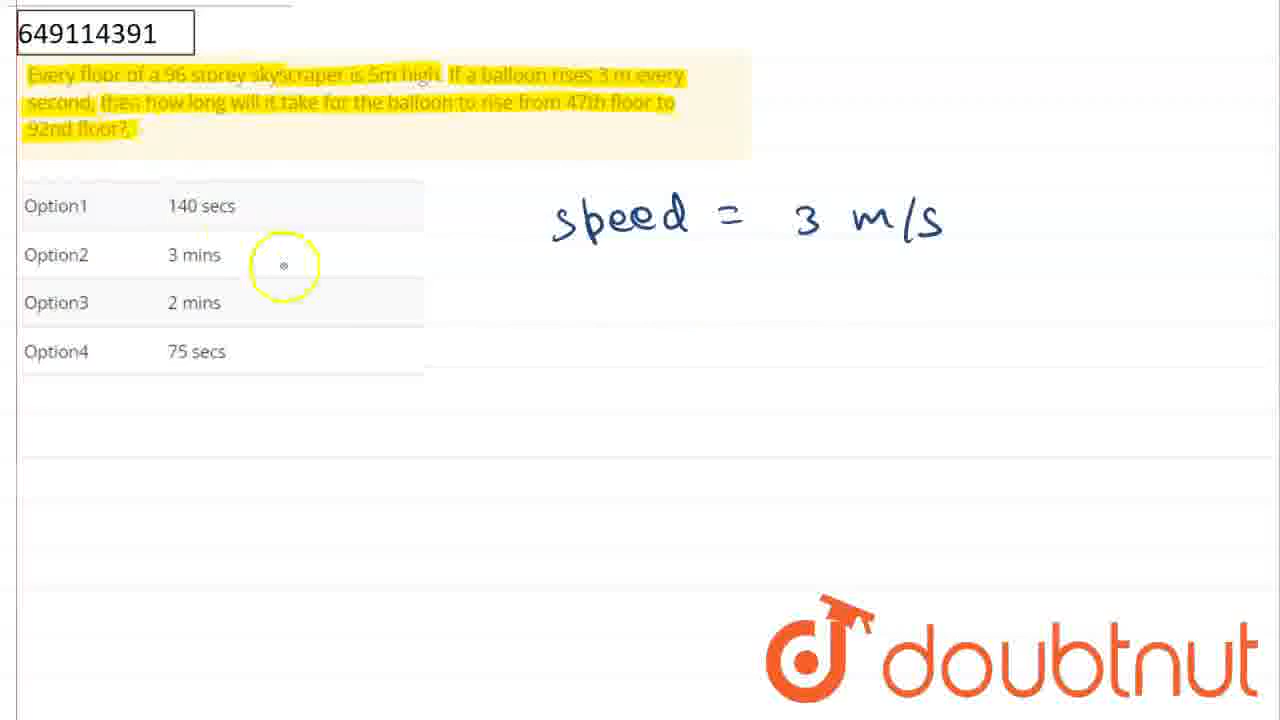 649114391
Every floor of a 96 storey skyscraper is 5m high. If a balloon rises 3 m every
second, then how long will it take for the balloon to rise from 47th floor to
92nd floor?,
Option1 140 secs
Option2 3 mins
Option3 2 mins
Option4 75 secs
speed = 3 m/s
doubtnut